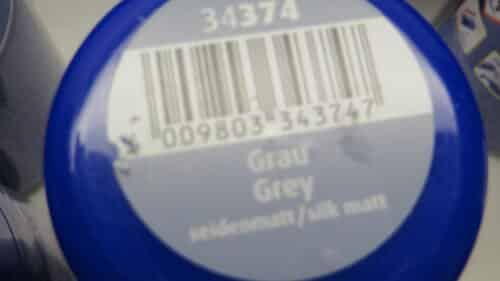 34374
009803 343747
Grau
Grey
seidenmatt/silk matt